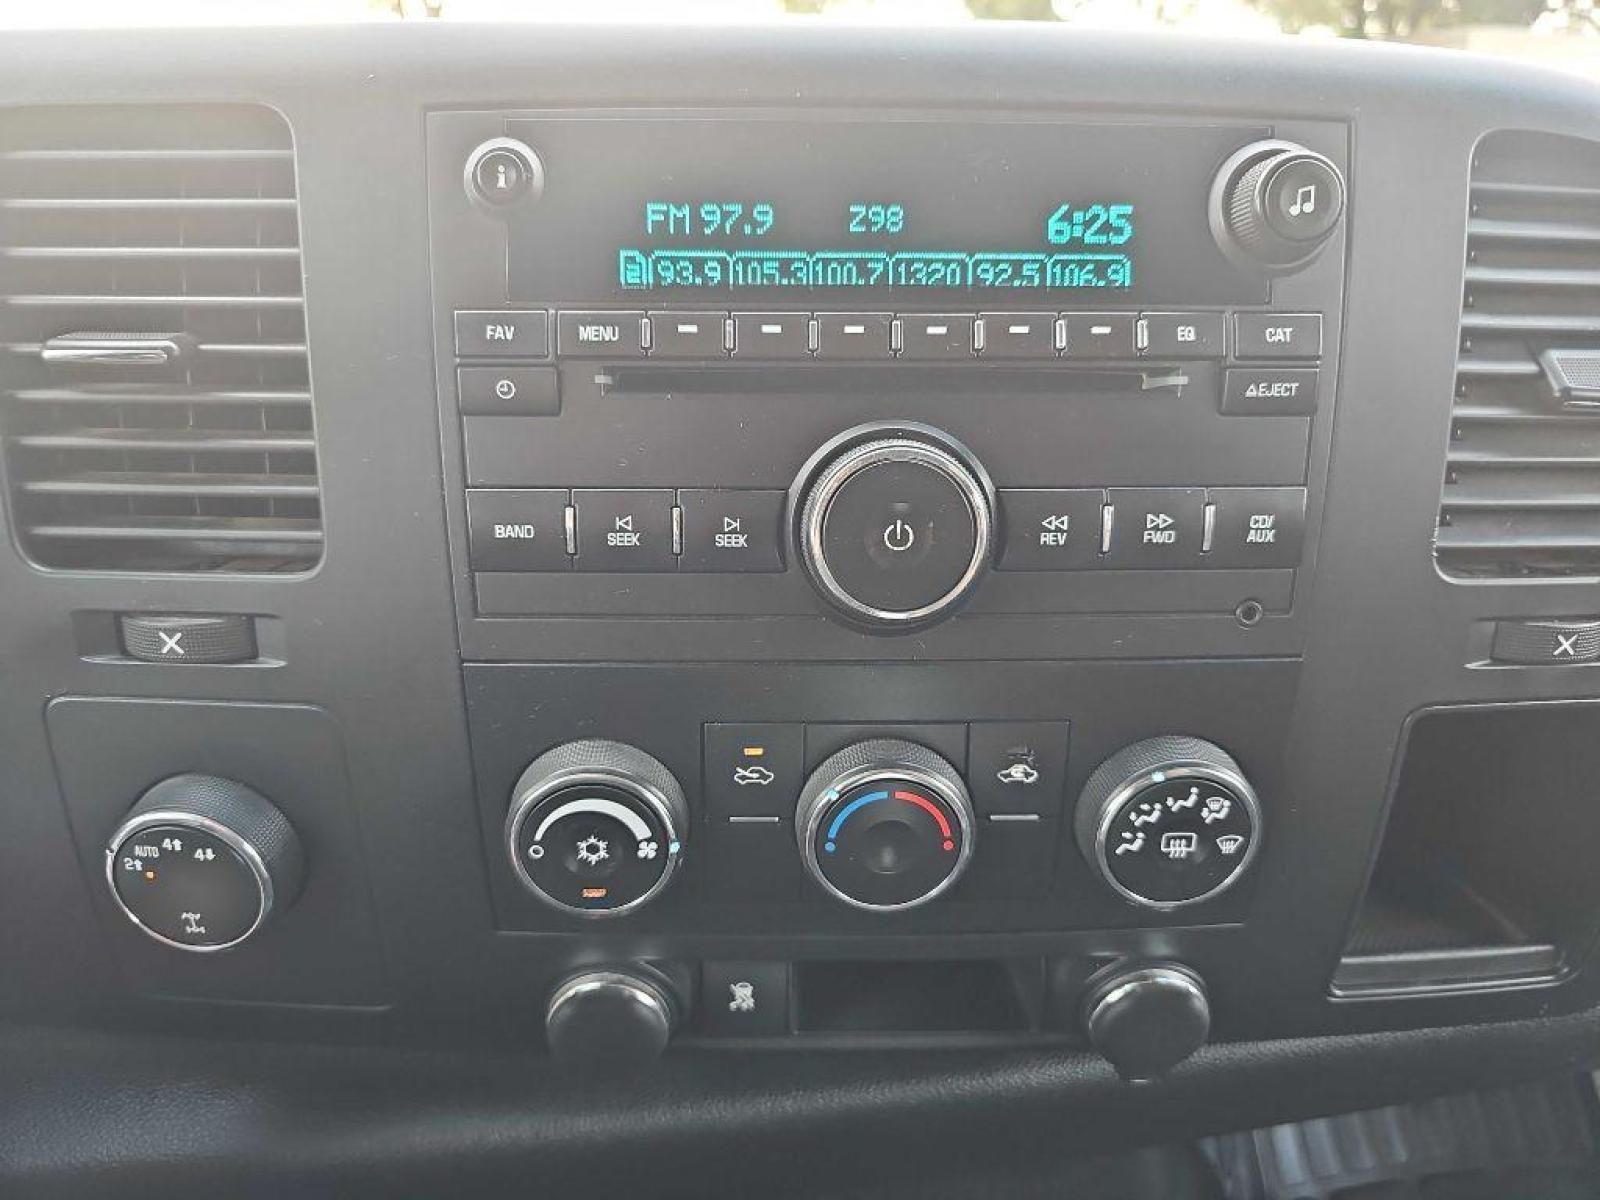 i
FM 97.9 Z98 6:25
2 93.9 105.3 100.7 1320 92.5 106.9
FAV MENU EQ CAT
EJECT
BAND SEEK SEEK REV FWD CD/AUX
2↑ AUTO 4↑ 4↓